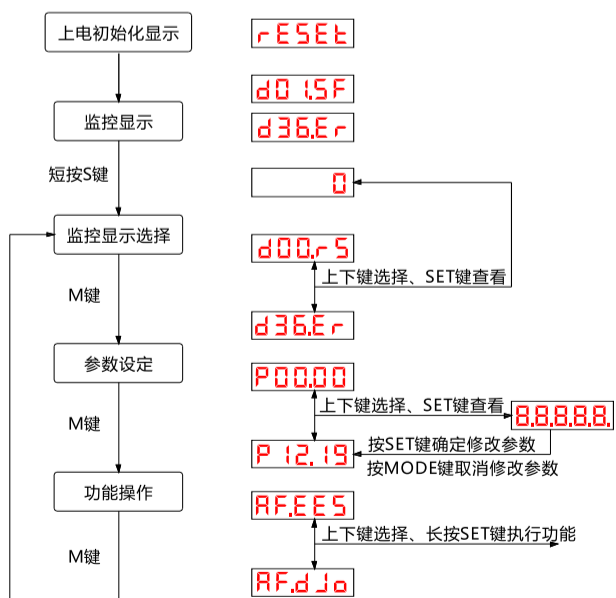 上电初始化显示
rESEt
d01.SF
监控显示
d36.Er
短按S键
0
监控显示选择
d00.rS
上下键选择、SET键查看
M键
d36.Er
参数设定
P00.00
上下键选择、SET键查看
8.8.8.8.8.
M键
按SET键确定修改参数
P12.19
按MODE键取消修改参数
功能操作
AF.EES
上下键选择、长按SET键执行功能
M键
AF.dJo